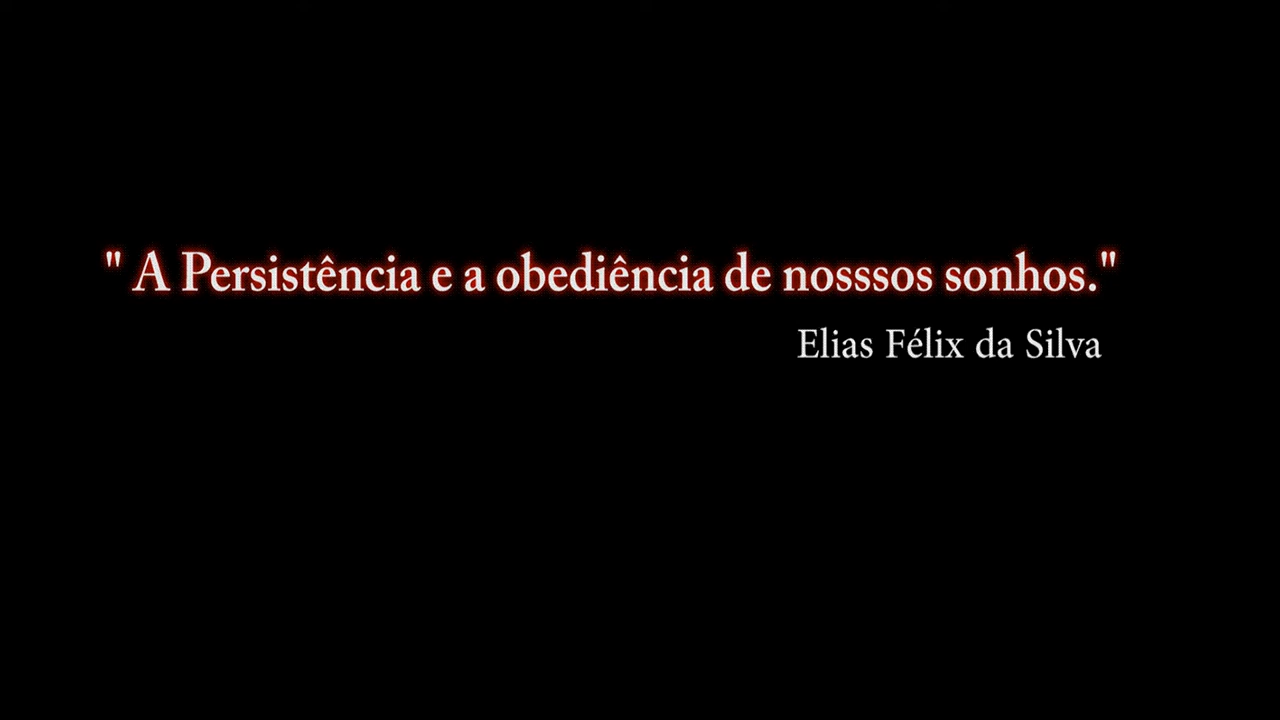 " A Persistência e a obediência de nosssos sonhos."
Elias Félix da Silva